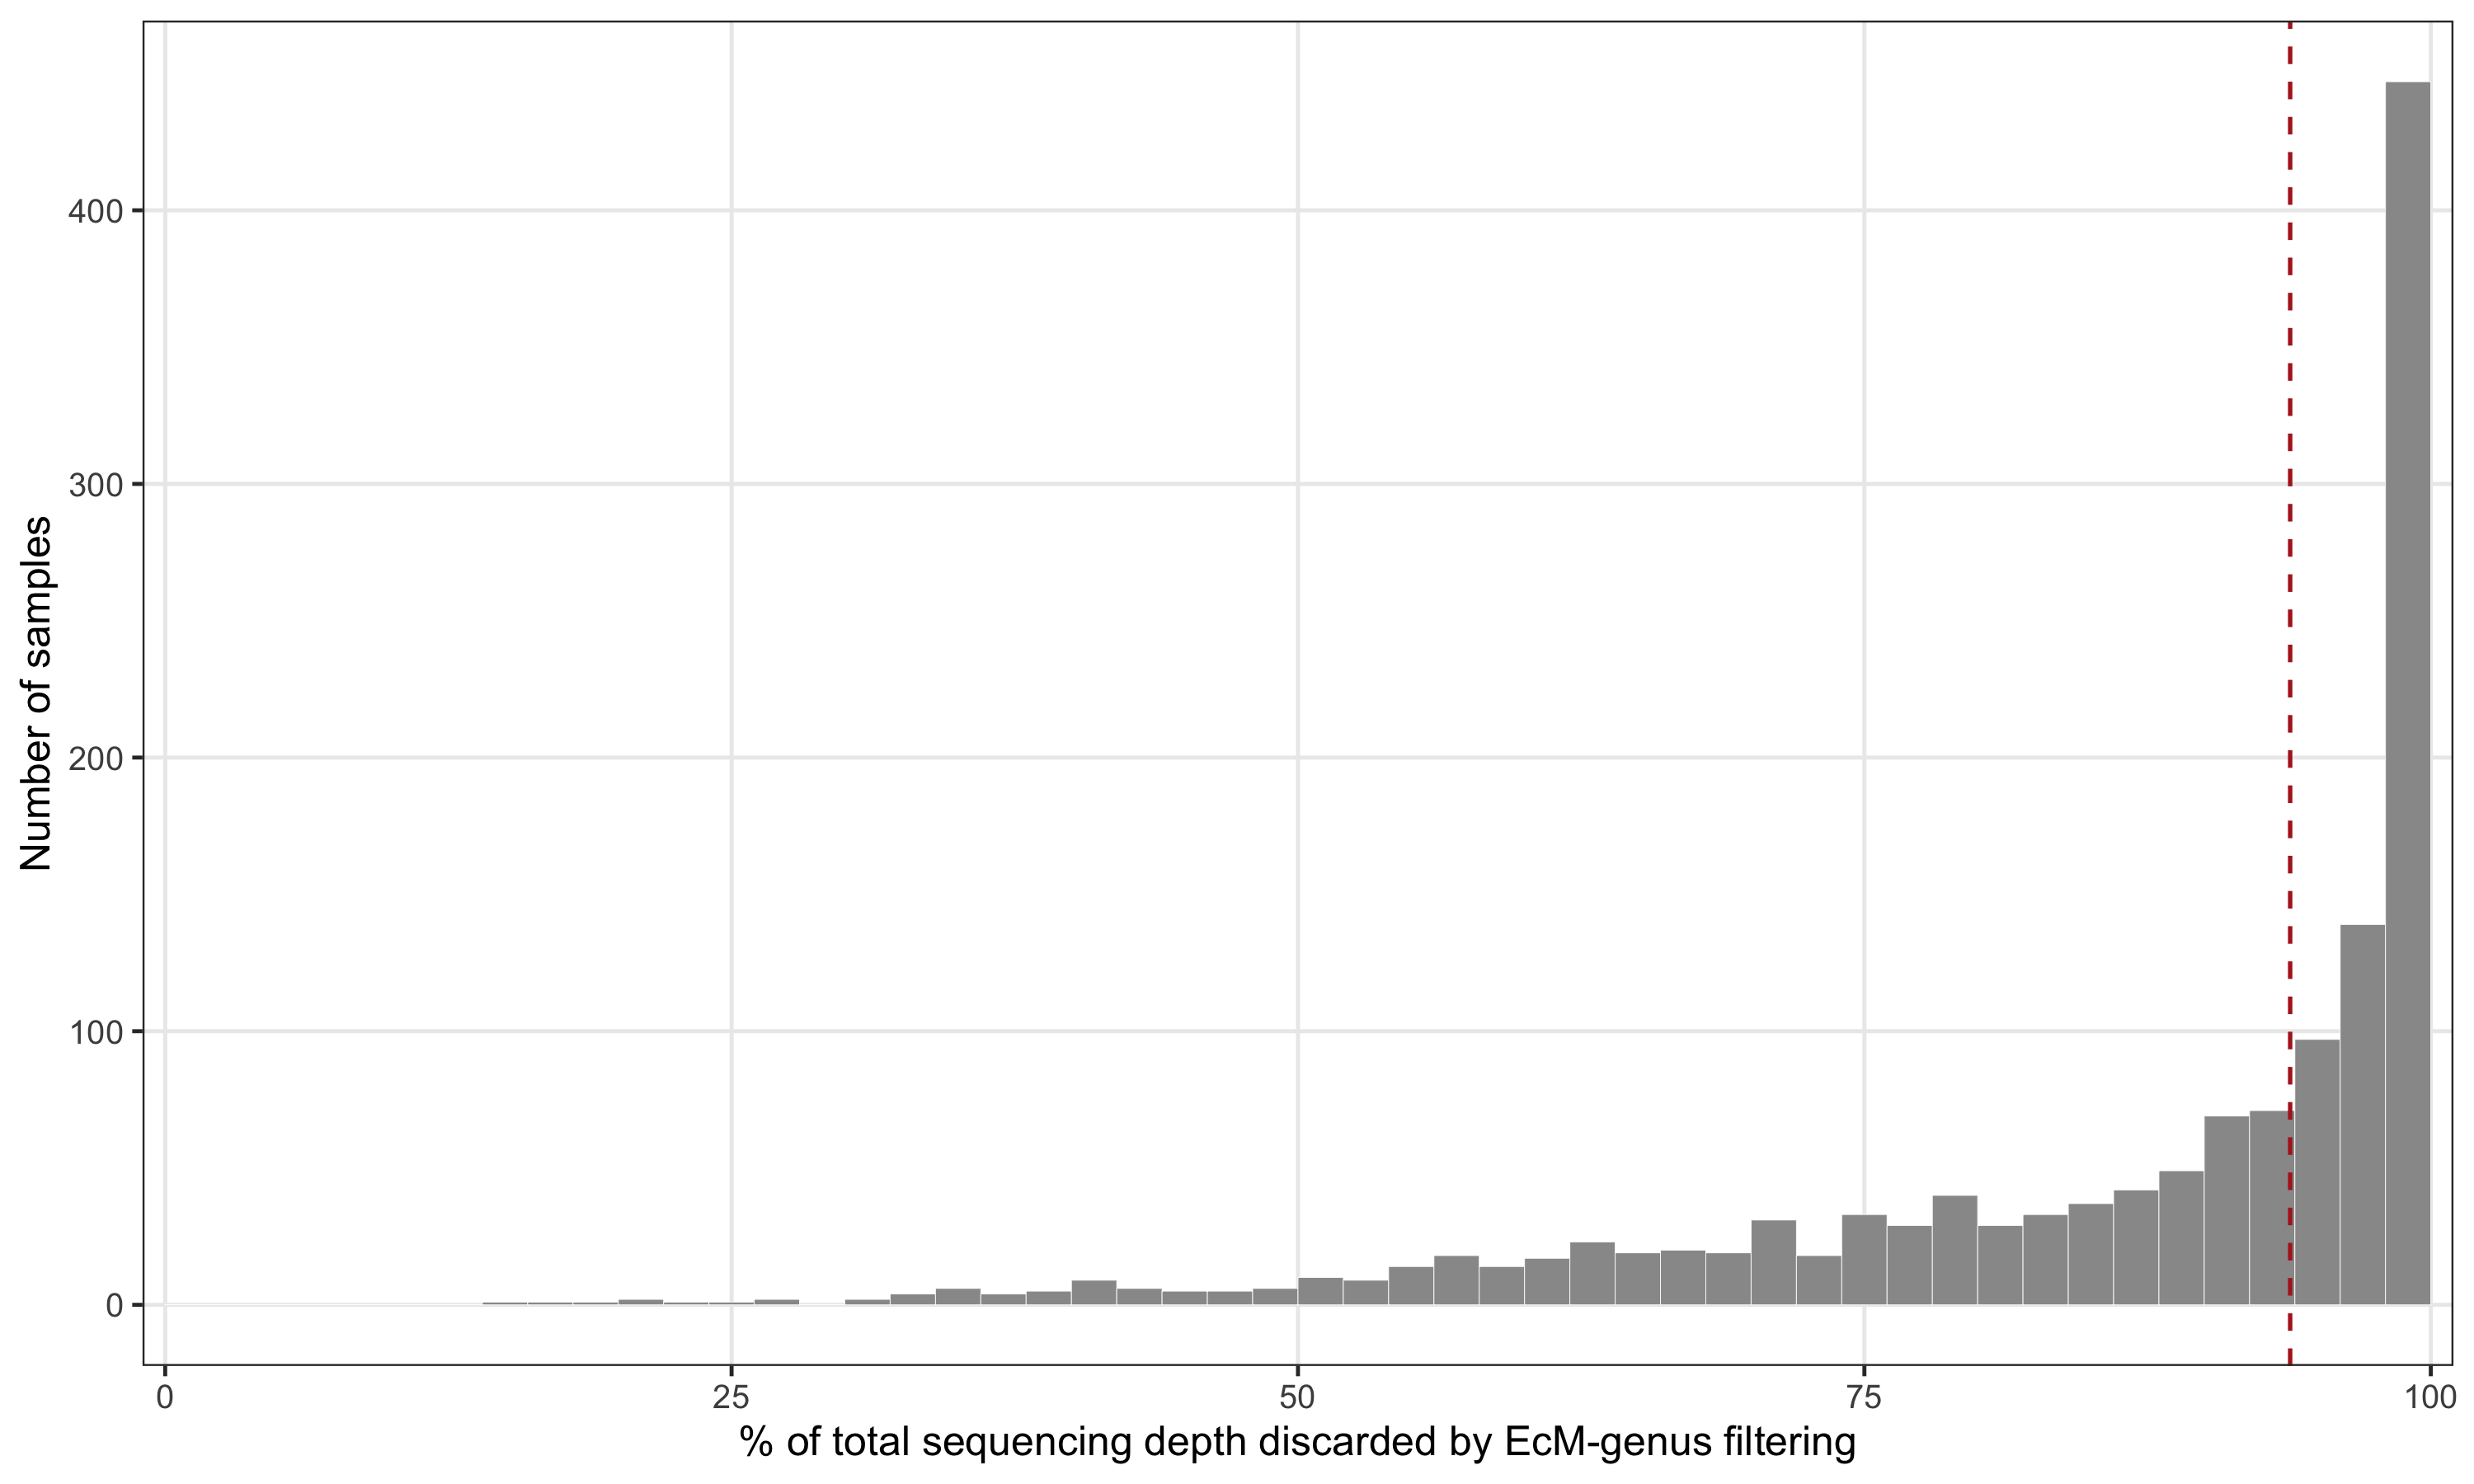 Number of samples
400
300
200
100
0
0 25 50 75 100
% of total sequencing depth discarded by EcM-genus filtering